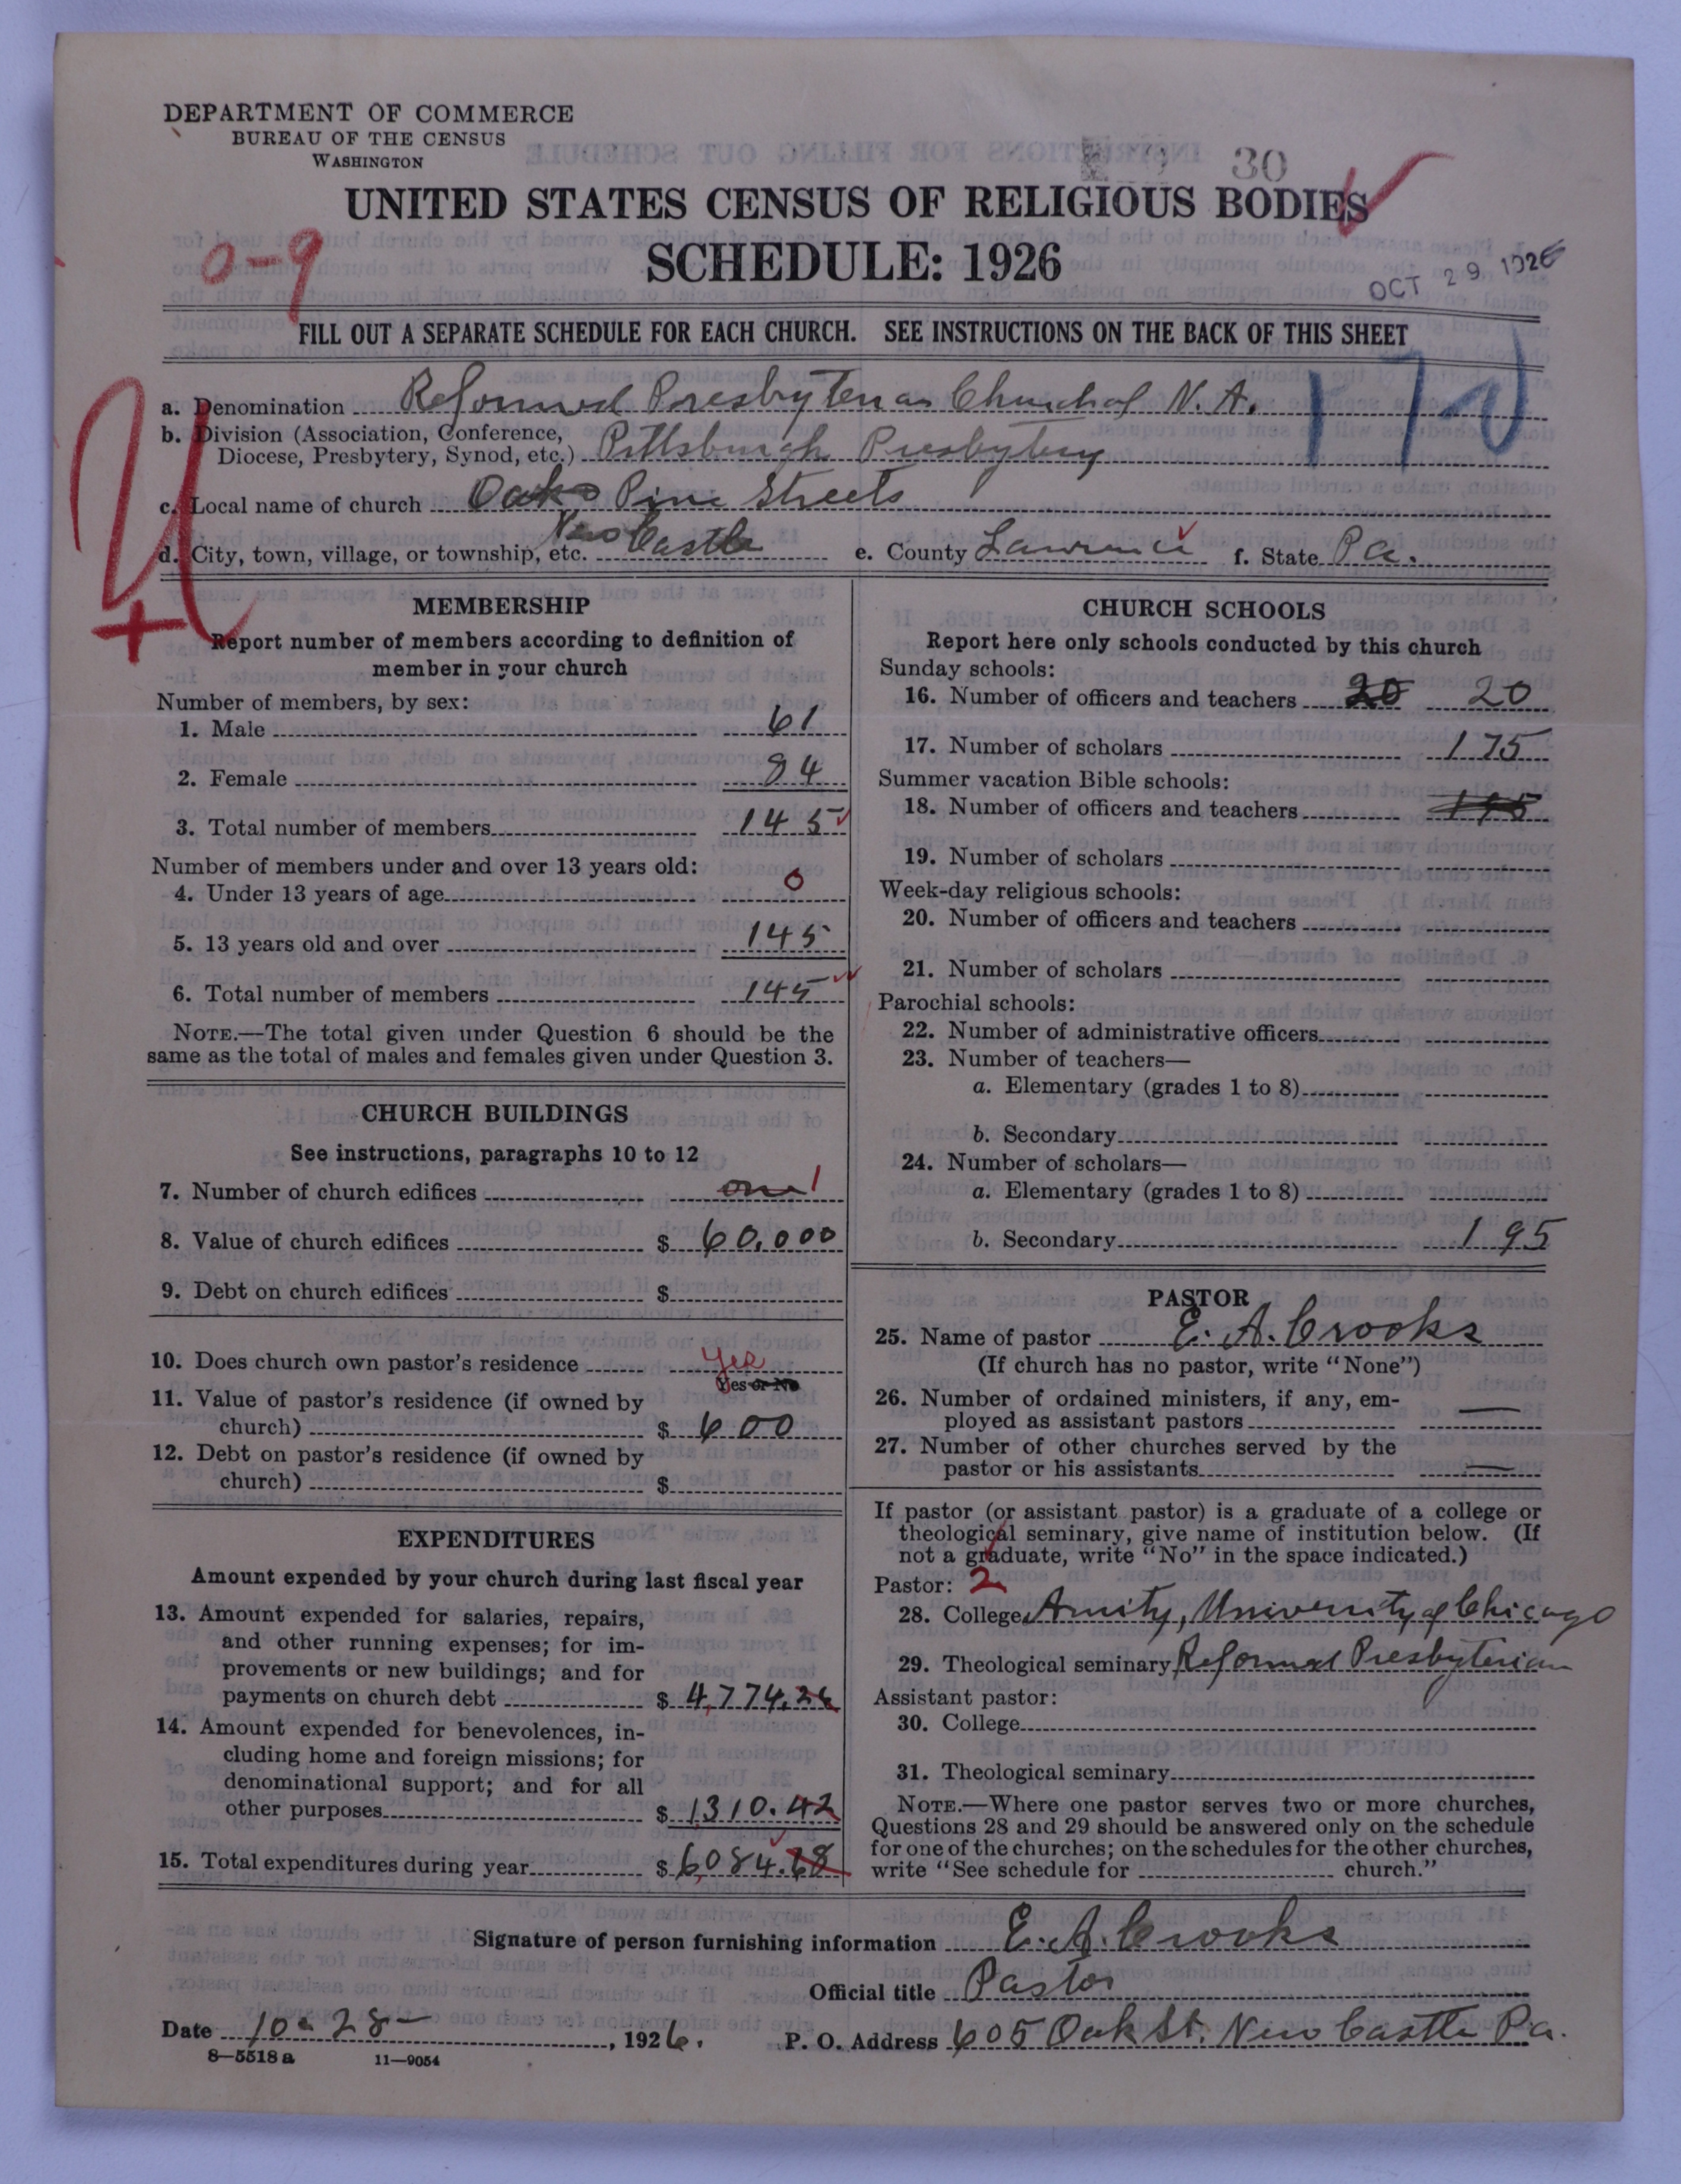 DEPARTMENT OF COMMERCE
BUREAU OF THE CENSUS
WASHINGTON
30
UNITED STATES CENSUS OF RELIGIOUS BODIES
SCHEDULE: 1926
0-9
OCT 29 1926
FILL OUT A SEPARATE SCHEDULE FOR EACH CHURCH. SEE INSTRUCTIONS ON THE BACK OF THIS SHEET
a. Denomination Reformed Presbyterian Church of N. A.
b. Division (Association, Conference,
Diocese, Presbytery, Synod, etc.) Pittsburgh Presbytery
c. Local name of church Oak Pine Streets
d. City, town, village, or township, etc. New Castle e. County Lawrence f. State Pa.
MEMBERSHIP
Report number of members according to definition of
member in your church
Number of members, by sex:
1. Male 61
2. Female 84
3. Total number of members 145
Number of members under and over 13 years old:
4. Under 13 years of age 0
5. 13 years old and over 145
6. Total number of members 145
NOTE.—The total given under Question 6 should be the
same as the total of males and females given under Question 3.
CHURCH BUILDINGS
See instructions, paragraphs 10 to 12
7. Number of church edifices one 1
8. Value of church edifices $ 60,000
9. Debt on church edifices $
10. Does church own pastor's residence Yes
Yes or No
11. Value of pastor's residence (if owned by
church) $ 600
12. Debt on pastor's residence (if owned by
church) $
EXPENDITURES
Amount expended by your church during last fiscal year
13. Amount expended for salaries, repairs,
and other running expenses; for im-
provements or new buildings; and for
payments on church debt $ 4,774.26
14. Amount expended for benevolences, in-
cluding home and foreign missions; for
denominational support; and for all
other purposes $ 1310.42
15. Total expenditures during year $ 6084.68
CHURCH SCHOOLS
Report here only schools conducted by this church
Sunday schools:
16. Number of officers and teachers 20 20
17. Number of scholars 175
Summer vacation Bible schools:
18. Number of officers and teachers
19. Number of scholars
Week-day religious schools:
20. Number of officers and teachers
21. Number of scholars
Parochial schools:
22. Number of administrative officers
23. Number of teachers—
a. Elementary (grades 1 to 8)
b. Secondary
24. Number of scholars—
a. Elementary (grades 1 to 8)
b. Secondary 195
PASTOR
25. Name of pastor E. A. Crooks
(If church has no pastor, write "None")
26. Number of ordained ministers, if any, em-
ployed as assistant pastors —
27. Number of other churches served by the
pastor or his assistants —
If pastor (or assistant pastor) is a graduate of a college or
theological seminary, give name of institution below. (If
not a graduate, write "No" in the space indicated.)
Pastor: 2
28. College Amity, University of Chicago
29. Theological seminary Reformed Presbyterian
Assistant pastor:
30. College
31. Theological seminary
NOTE.—Where one pastor serves two or more churches,
Questions 28 and 29 should be answered only on the schedule
for one of the churches; on the schedules for the other churches,
write "See schedule for church."
Signature of person furnishing information E. A. Crooks
Official title Pastor
Date 10-28-, 1926. P. O. Address 605 Oak St. New Castle Pa.
8—5518 a 11—9054